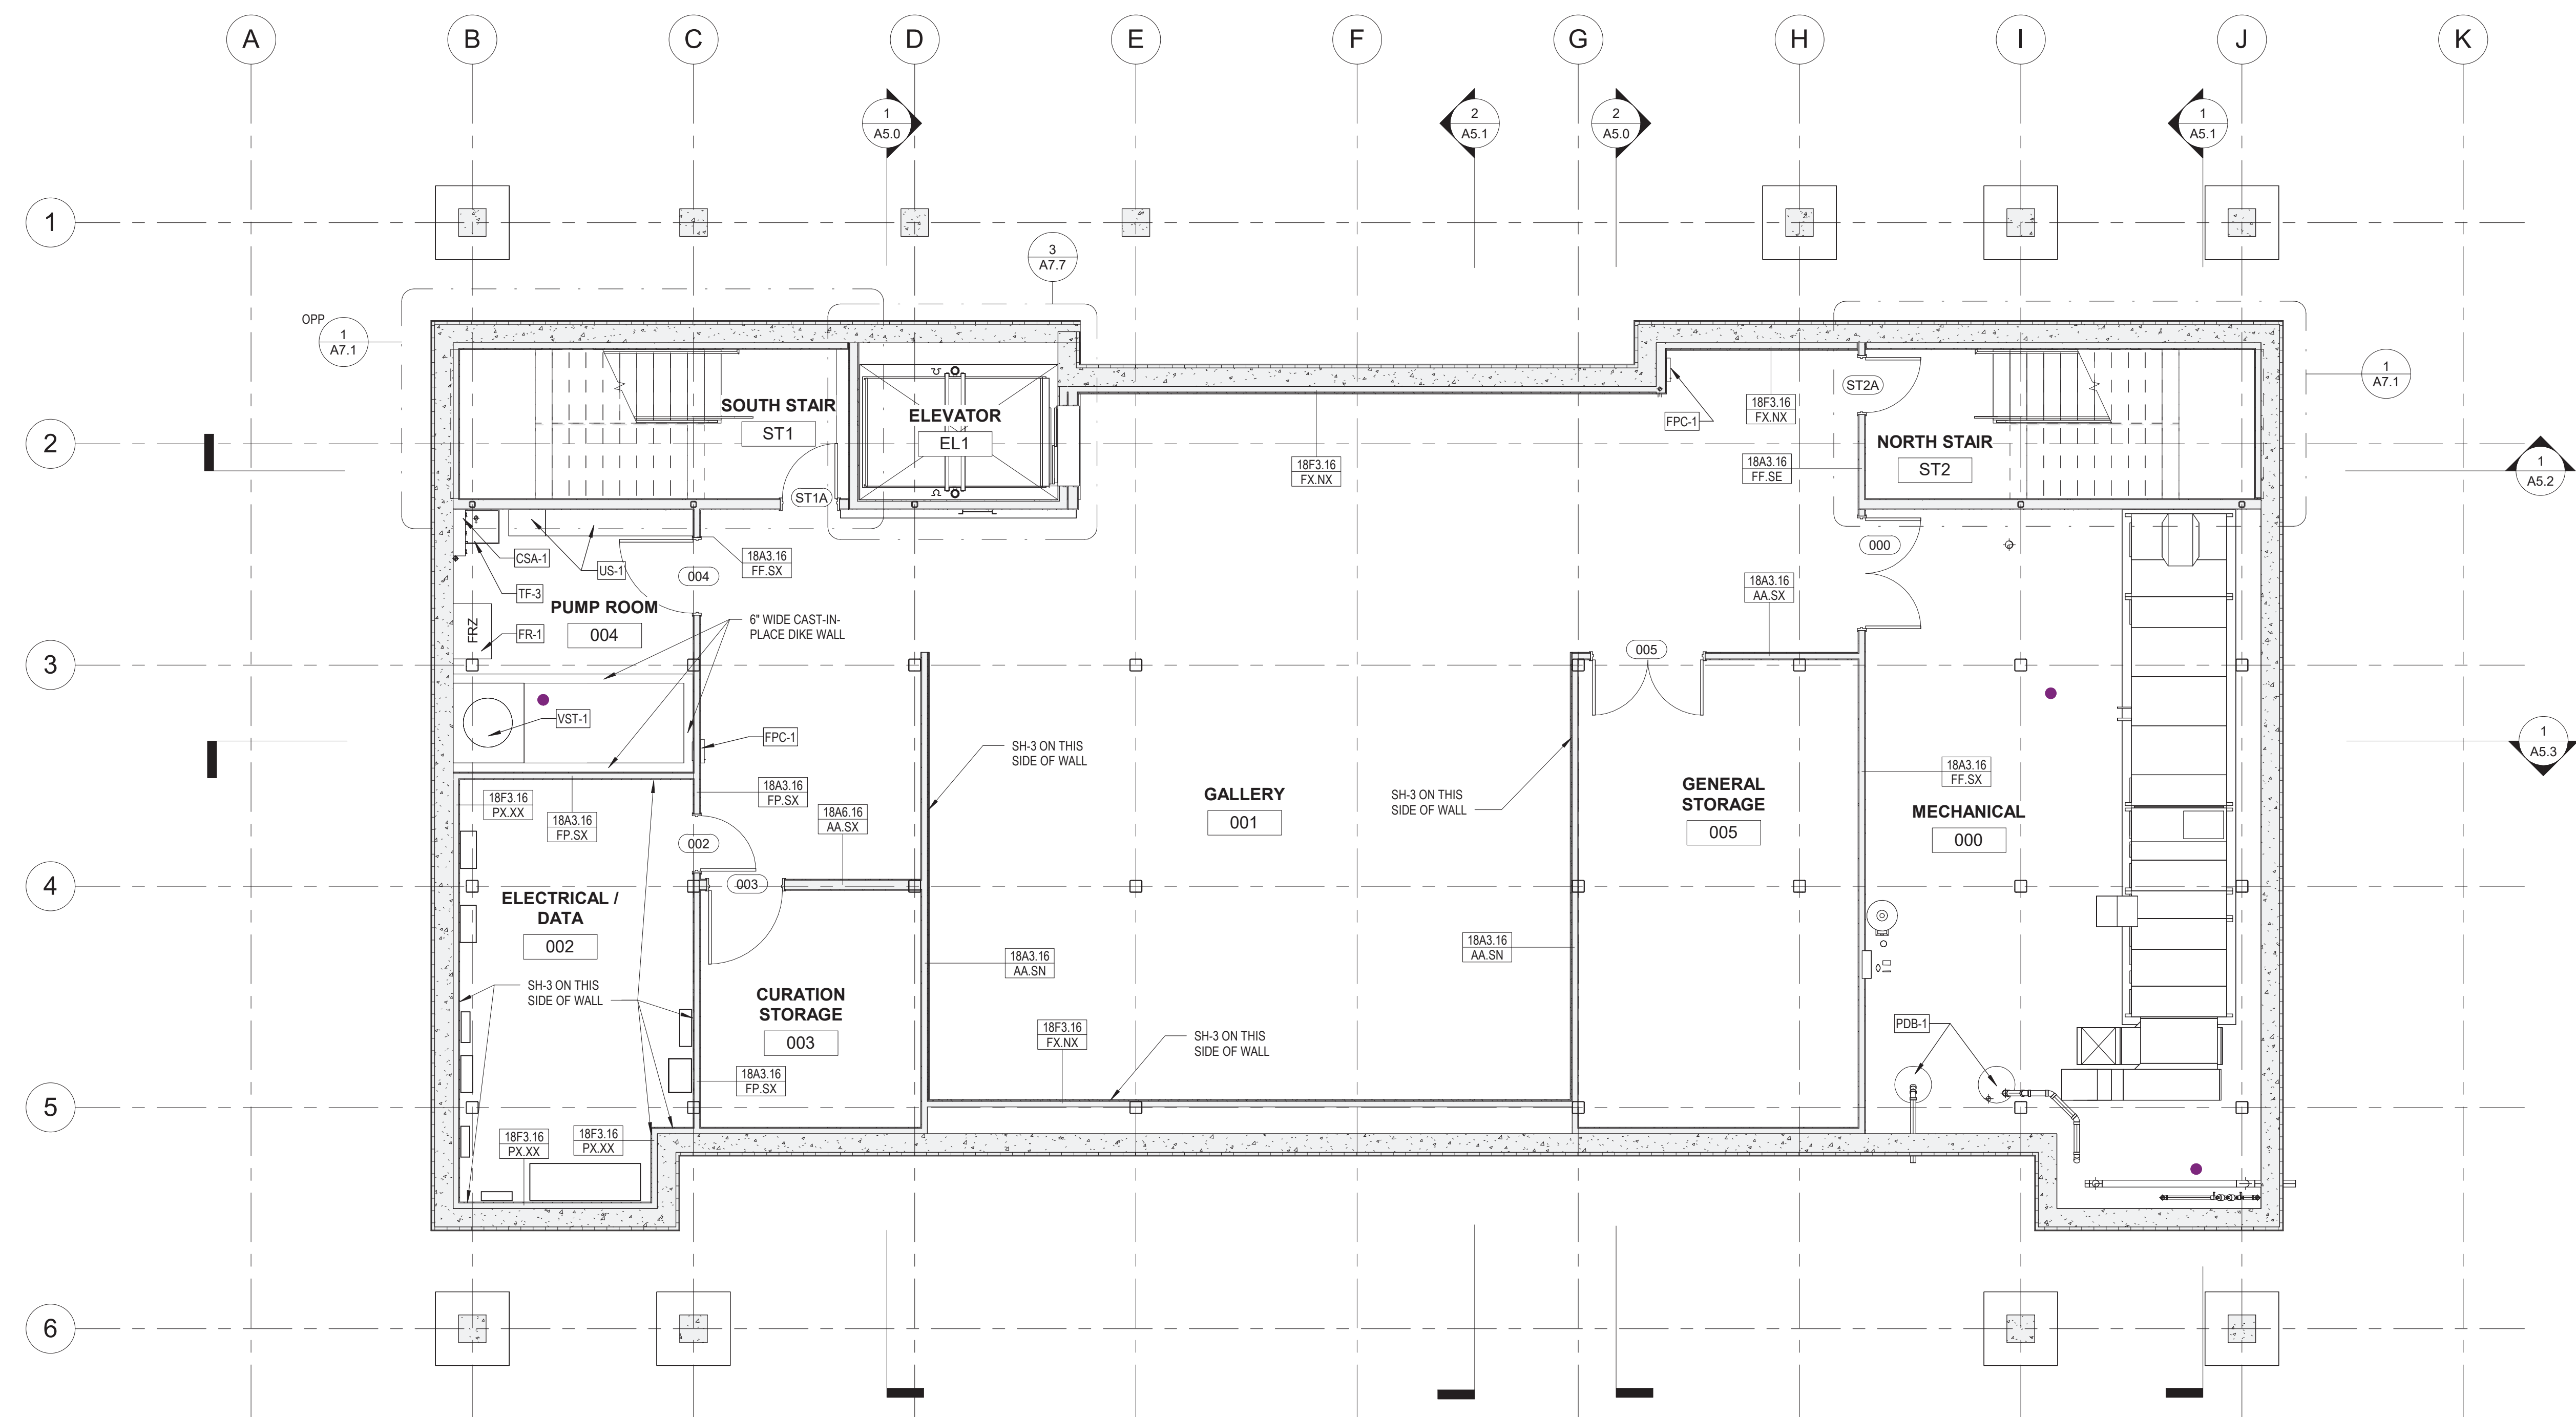 A
B
C
D
E
F
G
H
I
J
K
1
A5.0
2
A5.1
2
A5.0
1
A5.1
1
3
A7.7
OPP
1
A7.1
1
A7.1
SOUTH STAIR
ST1
ELEVATOR
EL1
ST2A
FPC-1
18F3.16
FX.NX
NORTH STAIR
ST2
2
18F3.16
FX.NX
18A3.16
FF.SE
1
A5.2
ST1A
CSA-1
US-1
004
18A3.16
FF.SX
000
TF-3
18A3.16
AA.SX
PUMP ROOM
004
6" WIDE CAST-IN-
PLACE DIKE WALL
FRZ
FR-1
005
3
VST-1
FPC-1
SH-3 ON THIS
SIDE OF WALL
1
A5.3
18A3.16
FP.SX
18A3.16
FF.SX
18F3.16
PX.XX
18A3.16
FP.SX
18A6.16
AA.SX
GALLERY
001
SH-3 ON THIS
SIDE OF WALL
GENERAL
STORAGE
005
MECHANICAL
000
002
003
4
ELECTRICAL /
DATA
002
18A3.16
AA.SN
18A3.16
AA.SN
SH-3 ON THIS
SIDE OF WALL
CURATION
STORAGE
003
18F3.16
FX.NX
SH-3 ON THIS
SIDE OF WALL
PDB-1
18A3.16
FP.SX
5
18F3.16
PX.XX
18F3.16
PX.XX
6